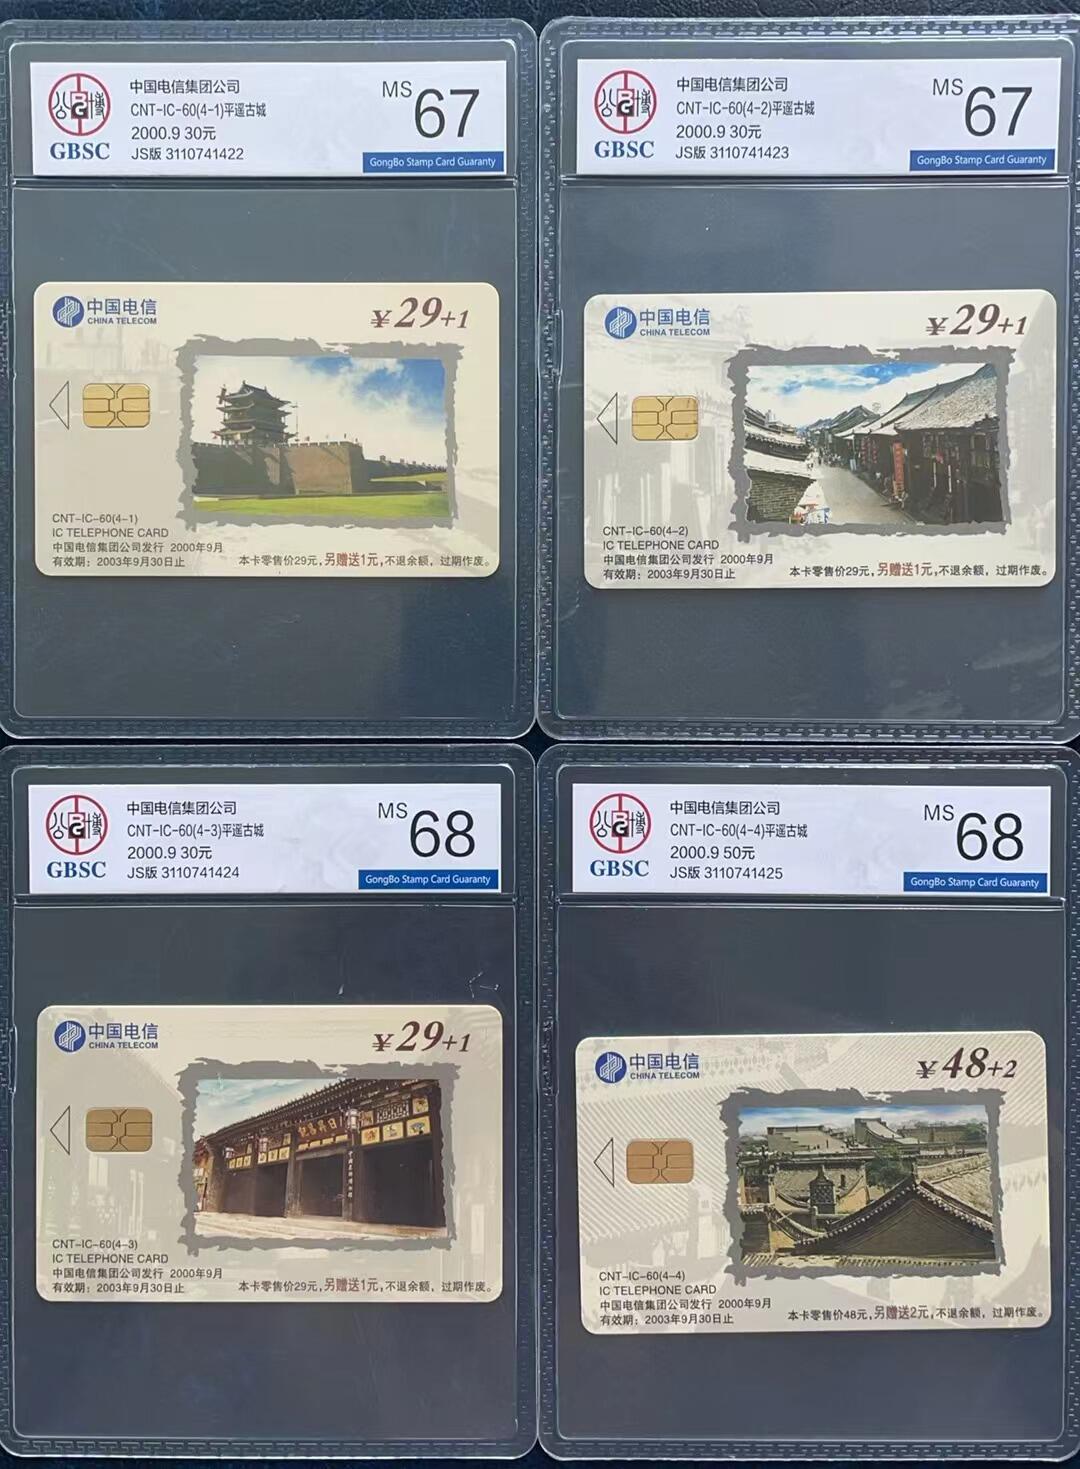 中国电信集团公司
CNT-IC-60(4-1)平遥古城
2000.9 30元
JS版 3110741422
MS 67
GBSC
GongBo Stamp Card Guaranty
中国电信
CHINA TELECOM
¥29+1
CNT-IC-60(4-1)
IC TELEPHONE CARD
中国电信集团公司发行 2000年9月
有效期：2003年9月30日止
本卡零售价29元，另赠送1元，不退余额，过期作废。
中国电信集团公司
CNT-IC-60(4-2)平遥古城
2000.9 30元
JS版 3110741423
MS 67
GBSC
GongBo Stamp Card Guaranty
中国电信
CHINA TELECOM
¥29+1
CNT-IC-60(4-2)
IC TELEPHONE CARD
中国电信集团公司发行 2000年9月
有效期：2003年9月30日止
本卡零售价29元，另赠送1元，不退余额，过期作废。
中国电信集团公司
CNT-IC-60(4-3)平遥古城
2000.9 30元
JS版 3110741424
MS 68
GBSC
GongBo Stamp Card Guaranty
中国电信
CHINA TELECOM
¥29+1
CNT-IC-60(4-3)
IC TELEPHONE CARD
中国电信集团公司发行 2000年9月
有效期：2003年9月30日止
本卡零售价29元，另赠送1元，不退余额，过期作废。
中国电信集团公司
CNT-IC-60(4-4)平遥古城
2000.9 50元
JS版 3110741425
MS 68
GBSC
GongBo Stamp Card Guaranty
中国电信
CHINA TELECOM
¥48+2
CNT-IC-60(4-4)
IC TELEPHONE CARD
中国电信集团公司发行 2000年9月
有效期：2003年9月30日止
本卡零售价48元，另赠送2元，不退余额，过期作废。